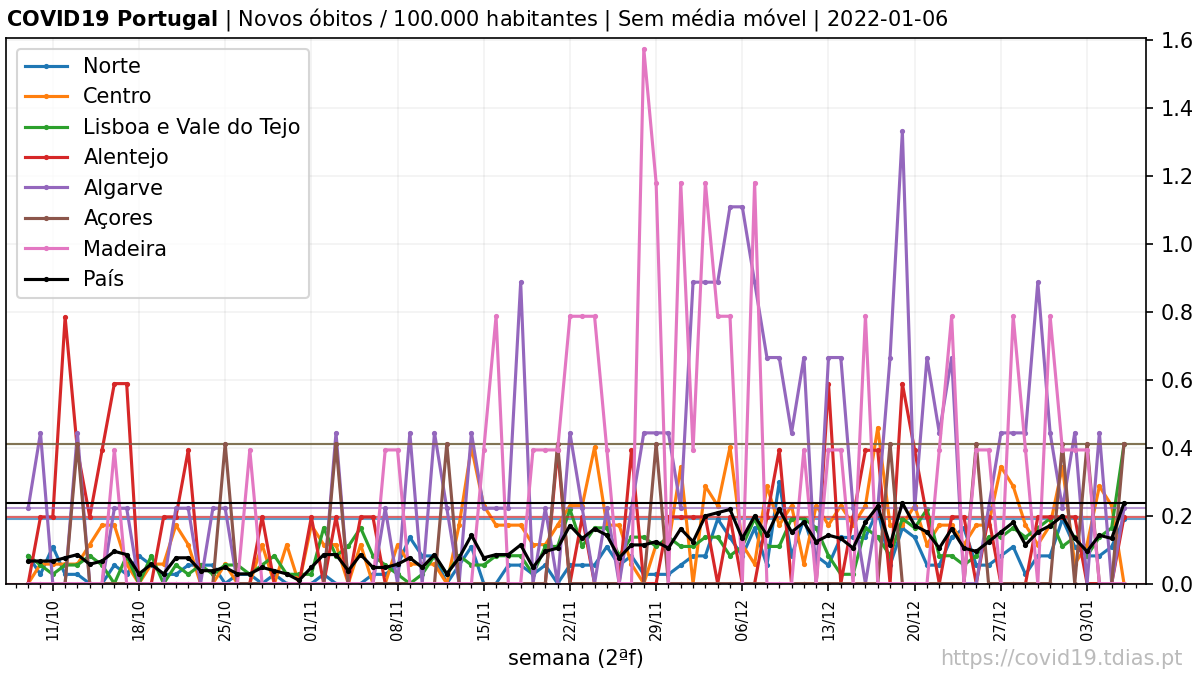 COVID19 Portugal | Novos óbitos / 100.000 habitantes | Sem média móvel | 2022-01-06
Norte
Centro
Lisboa e Vale do Tejo
Alentejo
Algarve
Açores
Madeira
País
1.6
1.4
1.2
1.0
0.8
0.6
0.4
0.2
0.0
11/10
18/10
25/10
01/11
08/11
15/11
22/11
29/11
06/12
13/12
20/12
27/12
03/01
semana (2ªf)
https://covid19.tdias.pt